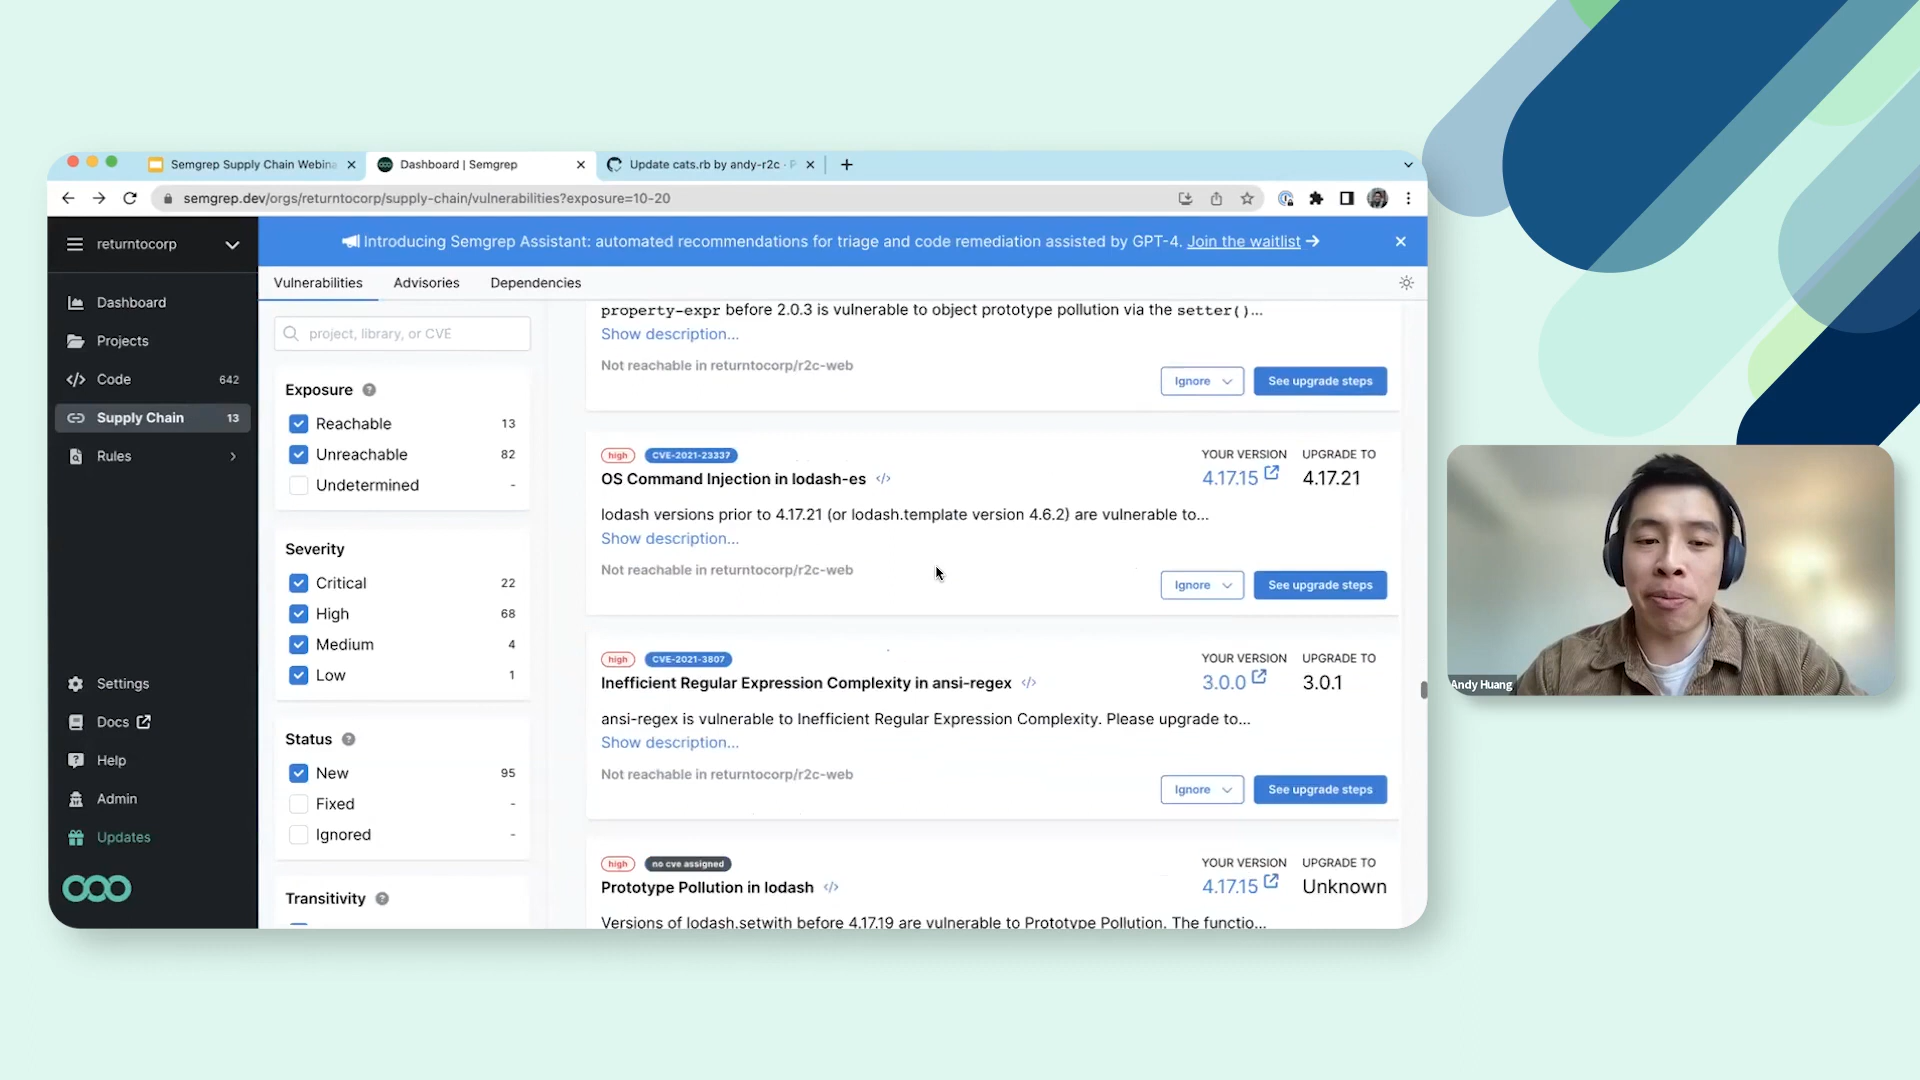 Semgrep Supply Chain Webina
Dashboard | Semgrep
Update cats.rb by andy-r2c · P
semgrep.dev/orgs/returntocorp/supply-chain/vulnerabilities?exposure=10-20
returntocorp
Dashboard
Projects
Code 642
Supply Chain 13
Rules
Settings
Docs
Help
Admin
Updates
Introducing Semgrep Assistant: automated recommendations for triage and code remediation assisted by GPT-4. Join the waitlist →
Vulnerabilities Advisories Dependencies
project, library, or CVE
Exposure ?
Reachable 13
Unreachable 82
Undetermined -
Severity
Critical 22
High 68
Medium 4
Low 1
Status ?
New 95
Fixed -
Ignored -
Transitivity ?
property-expr before 2.0.3 is vulnerable to object prototype pollution via the setter()...
Show description...
Not reachable in returntocorp/r2c-web
Ignore See upgrade steps
high CVE-2021-23337
OS Command Injection in lodash-es </>
YOUR VERSION UPGRADE TO
4.17.15 4.17.21
lodash versions prior to 4.17.21 (or lodash.template version 4.6.2) are vulnerable to...
Show description...
Not reachable in returntocorp/r2c-web
Ignore See upgrade steps
high CVE-2021-3807
Inefficient Regular Expression Complexity in ansi-regex </>
YOUR VERSION UPGRADE TO
3.0.0 3.0.1
ansi-regex is vulnerable to Inefficient Regular Expression Complexity. Please upgrade to...
Show description...
Not reachable in returntocorp/r2c-web
Ignore See upgrade steps
high no cve assigned
Prototype Pollution in lodash </>
YOUR VERSION UPGRADE TO
4.17.15 Unknown
Versions of lodash.setwith before 4.17.19 are vulnerable to Prototype Pollution. The functio...
Andy Huang